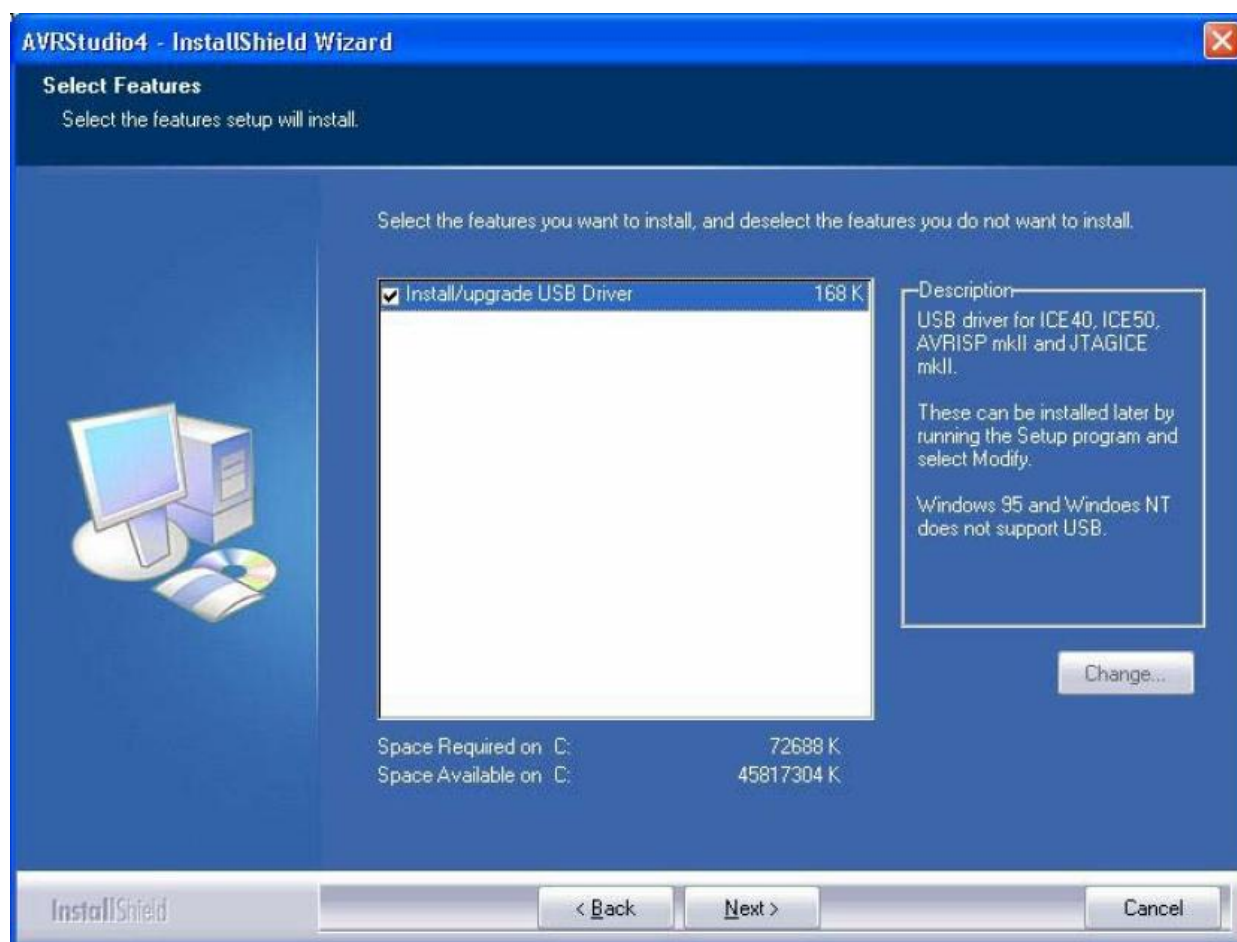 AVRStudio4 - InstallShield Wizard
Select Features
Select the features setup will install.
Select the features you want to install, and deselect the features you do not want to install.
Install/upgrade USB Driver 168 K
Description
USB driver for ICE40, ICE50,
AVRISP mkII and JTAGICE
mkII.
These can be installed later by
running the Setup program and
select Modify.
Windows 95 and Windoes NT
does not support USB.
Change...
Space Required on C: 72688 K
Space Available on C: 45817304 K
InstallShield
< Back
Next >
Cancel